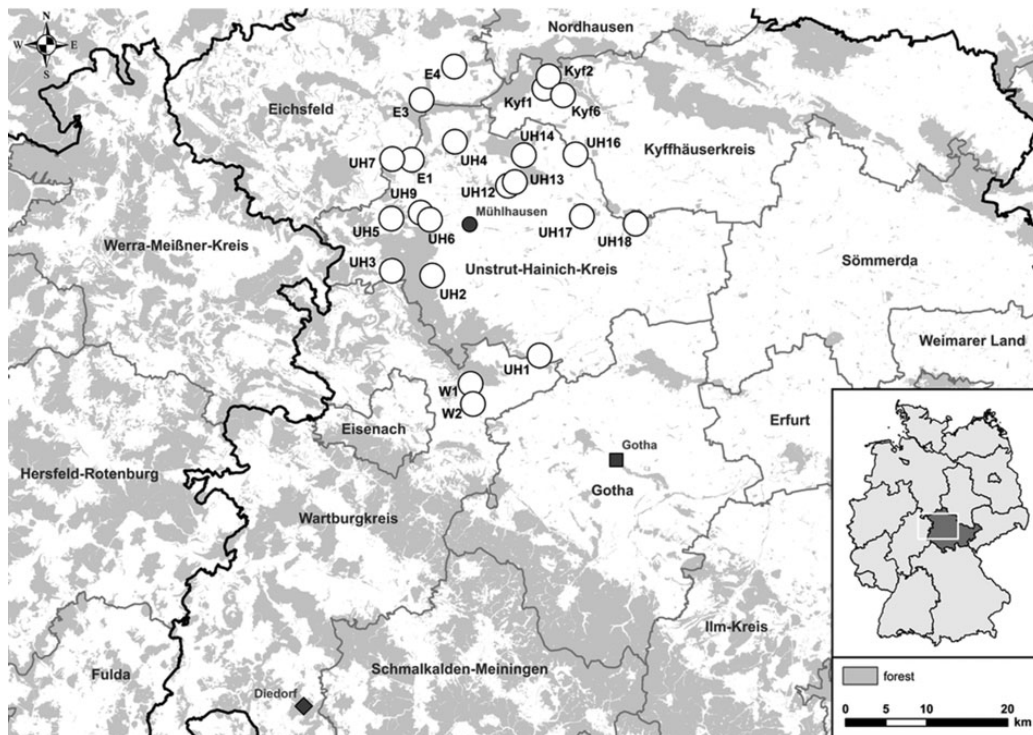 N
Nordhausen
W E
S
E4
Kyf2
Eichsfeld
E3
Kyf1
Kyf6
UH14
UH16
UH4
Kyffhäuserkreis
UH7
E1
UH13
UH12
UH9
Mühlhausen
UH5
UH6
UH17
UH18
Werra-Meißner-Kreis
UH3
Unstrut-Hainich-Kreis
Sömmerda
UH2
Weimarer Land
UH1
W1
W2
Eisenach
Erfurt
Gotha
Hersfeld-Rotenburg
Gotha
Wartburgkreis
Ilm-Kreis
Schmalkalden-Meiningen
Fulda
Diedorf
forest
0 5 10 20
km